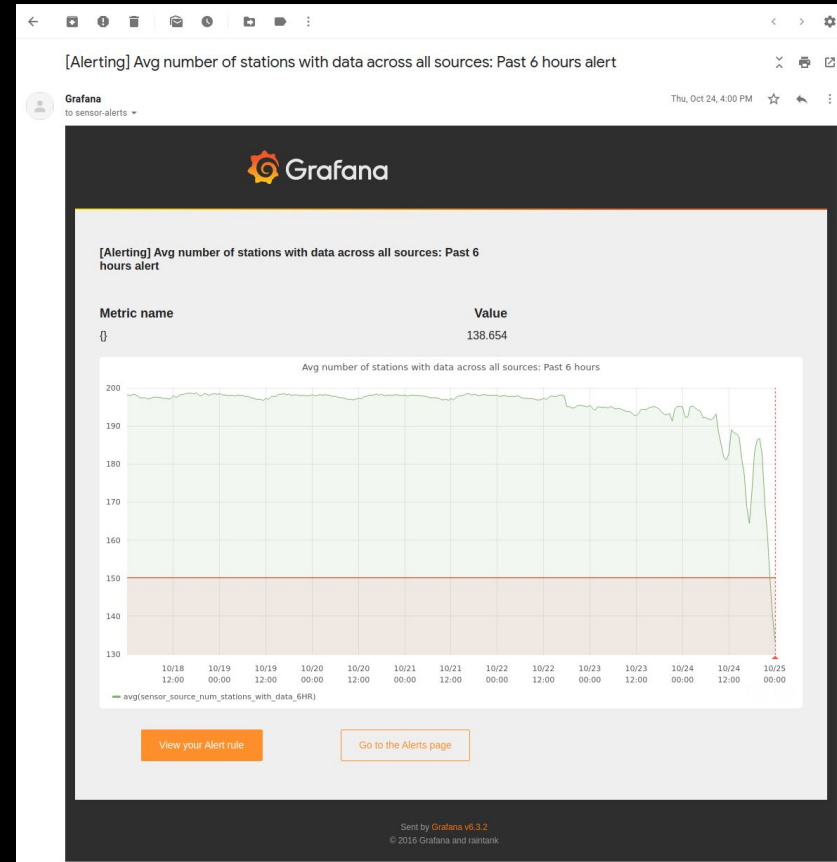 [Alerting] Avg number of stations with data across all sources: Past 6 hours alert
Grafana
Thu, Oct 24, 4:00 PM
to sensor-alerts
Grafana
[Alerting] Avg number of stations with data across all sources: Past 6
hours alert
Metric name Value
{} 138.654
Avg number of stations with data across all sources: Past 6 hours
200
190
180
170
160
150
140
130
10/18 10/19 10/19 10/20 10/20 10/21 10/21 10/22 10/22 10/23 10/23 10/24 10/24 10/25
12:00 00:00 12:00 00:00 12:00 00:00 12:00 00:00 12:00 00:00 12:00 00:00 12:00 00:00
avg(sensor_source_num_stations_with_data_6HR)
View your Alert rule Go to the Alerts page
Sent by Grafana v6.3.2
© 2016 Grafana and raintank